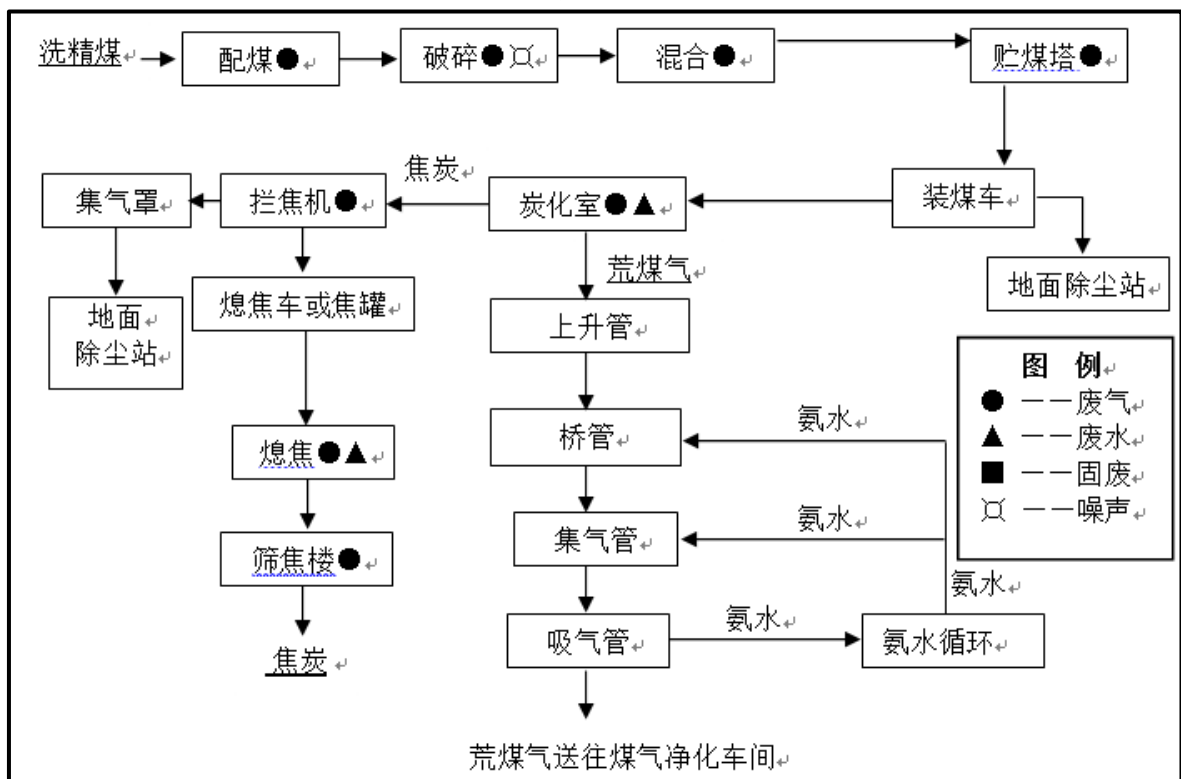 洗精煤
配煤●
破碎●¤
混合●
贮煤塔●
焦炭
集气罩
拦焦机●
炭化室●▲
装煤车
荒煤气
地面除尘站
地面
除尘站
熄焦车或焦罐
上升管
图 例
●——废气
▲——废水
■——固废
¤——噪声
桥管
氨水
熄焦●▲
集气管
氨水
筛焦楼●
氨水
吸气管
氨水
氨水循环
焦炭
荒煤气送往煤气净化车间